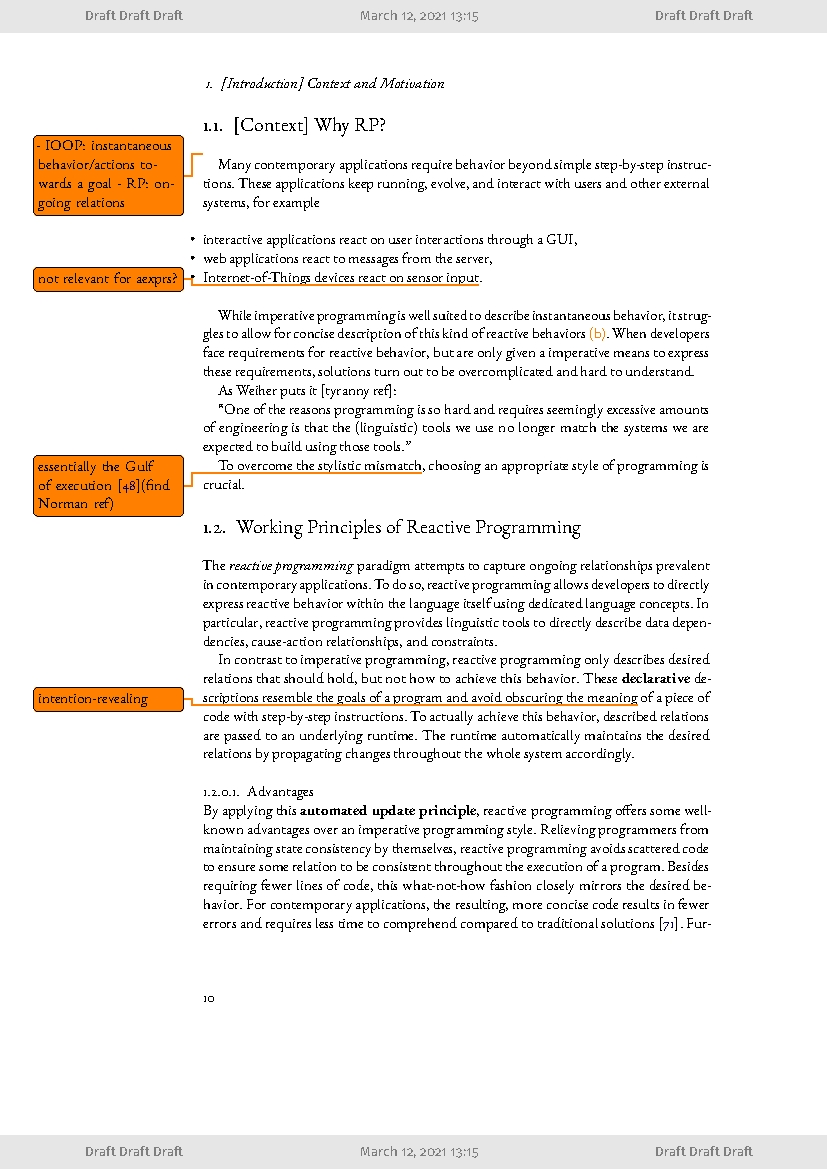 Draft Draft Draft March 12, 2021 13:15 Draft Draft Draft
1. [Introduction] Context and Motivation
1.1. [Context] Why RP?
- IOOP: instantaneous
behavior/actions to-
wards a goal - RP: on-
going relations
Many contemporary applications require behavior beyond simple step-by-step instruc-
tions. These applications keep running, evolve, and interact with users and other external
systems, for example
• interactive applications react on user interactions through a GUI,
• web applications react to messages from the server,
not relevant for aexprs?
• Internet-of-Things devices react on sensor input.
While imperative programming is well suited to describe instantaneous behavior, it strug-
gles to allow for concise description of this kind of reactive behaviors (b). When developers
face requirements for reactive behavior, but are only given a imperative means to express
these requirements, solutions turn out to be overcomplicated and hard to understand.
As Weiher puts it [tyranny ref]:
“One of the reasons programming is so hard and requires seemingly excessive amounts
of engineering is that the (linguistic) tools we use no longer match the systems we are
expected to build using those tools.”
essentially the Gulf
of execution [48](find
Norman ref)
To overcome the stylistic mismatch, choosing an appropriate style of programming is
crucial.
1.2. Working Principles of Reactive Programming
The reactive programming paradigm attempts to capture ongoing relationships prevalent
in contemporary applications. To do so, reactive programming allows developers to directly
express reactive behavior within the language itself using dedicated language concepts. In
particular, reactive programming provides linguistic tools to directly describe data depen-
dencies, cause-action relationships, and constraints.
In contrast to imperative programming, reactive programming only describes desired
relations that should hold, but not how to achieve this behavior. These declarative de-
intention-revealing
scriptions resemble the goals of a program and avoid obscuring the meaning of a piece of
code with step-by-step instructions. To actually achieve this behavior, described relations
are passed to an underlying runtime. The runtime automatically maintains the desired
relations by propagating changes throughout the whole system accordingly.
1.2.0.1. Advantages
By applying this automated update principle, reactive programming offers some well-
known advantages over an imperative programming style. Relieving programmers from
maintaining state consistency by themselves, reactive programming avoids scattered code
to ensure some relation to be consistent throughout the execution of a program. Besides
requiring fewer lines of code, this what-not-how fashion closely mirrors the desired be-
havior. For contemporary applications, the resulting, more concise code results in fewer
errors and requires less time to comprehend compared to traditional solutions [71]. Fur-
10
Draft Draft Draft March 12, 2021 13:15 Draft Draft Draft